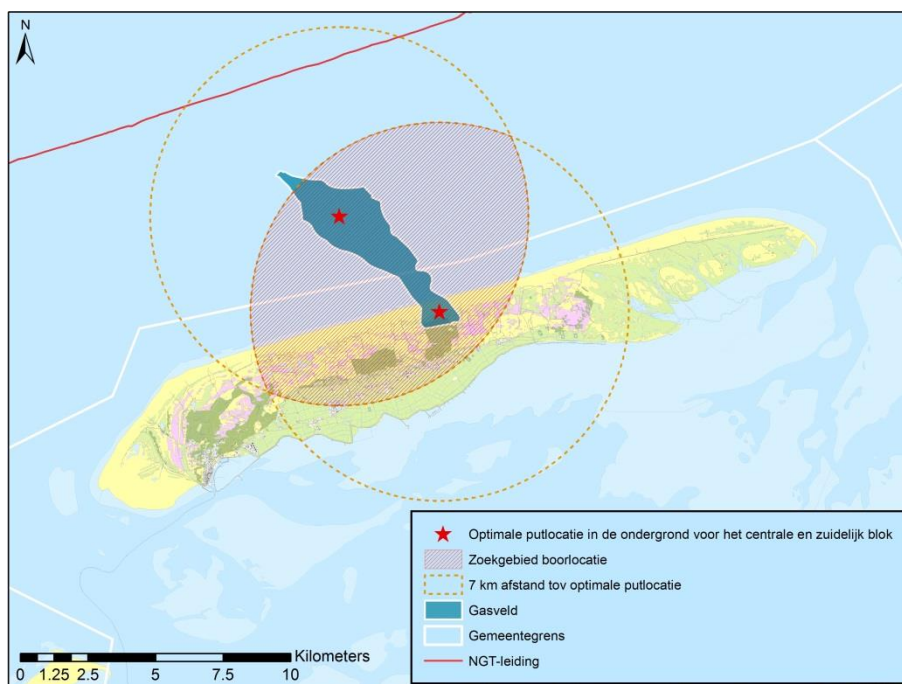 N
Optimale putlocatie in de ondergrond voor het centrale en zuidelijk blok
Zoekgebied boorlocatie
7 km afstand tov optimale putlocatie
Gasveld
Gemeentegrens
NGT-leiding
Kilometers
0 1.25 2.5 5 7.5 10